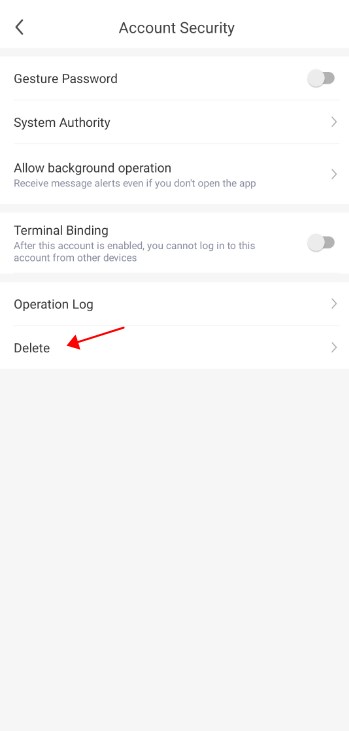 Account Security
Gesture Password
System Authority
Allow background operation
Receive message alerts even if you don't open the app
Terminal Binding
After this account is enabled, you cannot log in to this
account from other devices
Operation Log
Delete